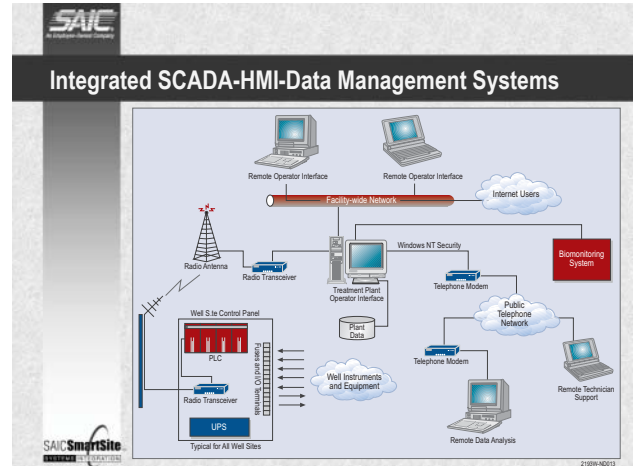 SAIC
An Employee-Owned Company
Integrated SCADA-HMI-Data Management Systems
Remote Operator Interface
Remote Operator Interface
Internet Users
Facility-wide Network
Radio Antenna
Radio Transceiver
Windows NT Security
Biomonitoring
System
Telephone Modem
Treatment Plant
Operator Interface
Public
Telephone
Network
Plant
Data
Well S.te Control Panel
PLC
Fuses and I/O Terminals
Radio Transceiver
UPS
Typical for All Well Sites
Well Instruments
and Equipment
Telephone Modem
Remote Technician
Support
Remote Data Analysis
SAICSmartSite
SYSTEMS INTEGRATION
2193W-ND013